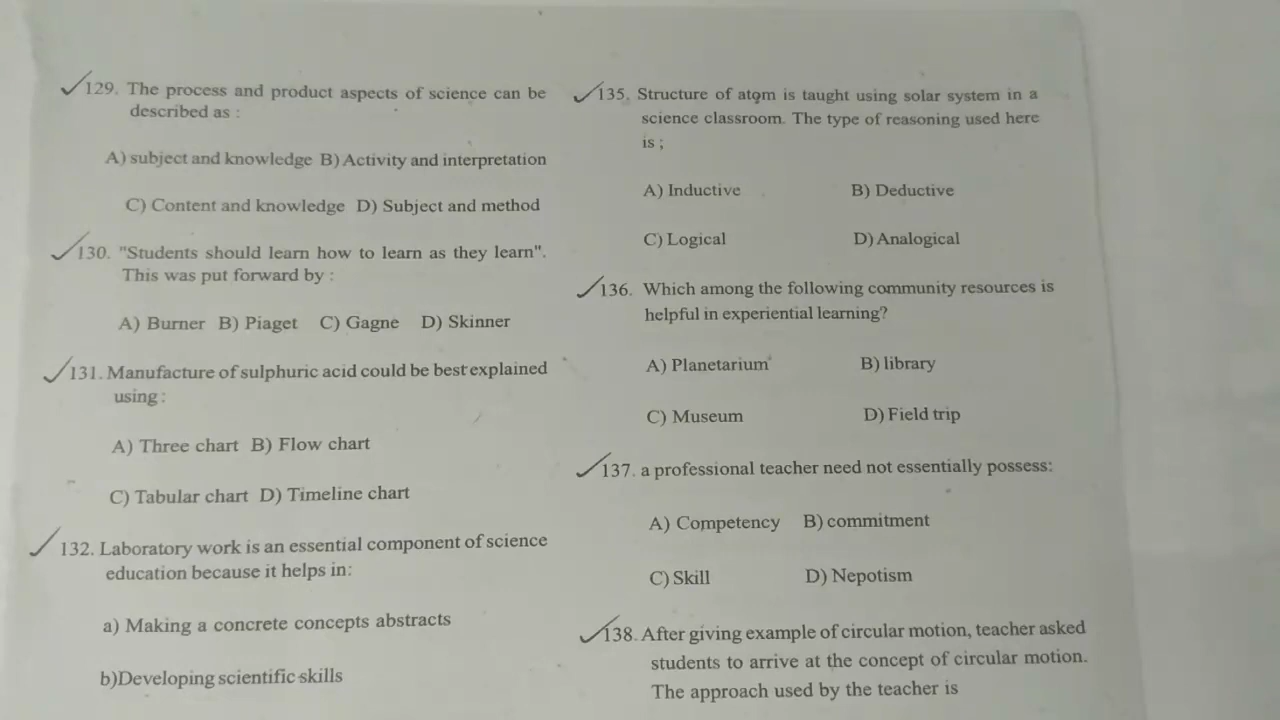 129. The process and product aspects of science can be
described as :
A) subject and knowledge B) Activity and interpretation
C) Content and knowledge D) Subject and method
130. "Students should learn how to learn as they learn".
This was put forward by :
A) Burner B) Piaget C) Gagne D) Skinner
131. Manufacture of sulphuric acid could be best explained
using :
A) Three chart B) Flow chart
C) Tabular chart D) Timeline chart
132. Laboratory work is an essential component of science
education because it helps in:
a) Making a concrete concepts abstracts
b)Developing scientific skills
135. Structure of atom is taught using solar system in a
science classroom. The type of reasoning used here
is ;
A) Inductive B) Deductive
C) Logical D) Analogical
136. Which among the following community resources is
helpful in experiential learning?
A) Planetarium B) library
C) Museum D) Field trip
137. a professional teacher need not essentially possess:
A) Competency B) commitment
C) Skill D) Nepotism
138. After giving example of circular motion, teacher asked
students to arrive at the concept of circular motion.
The approach used by the teacher is